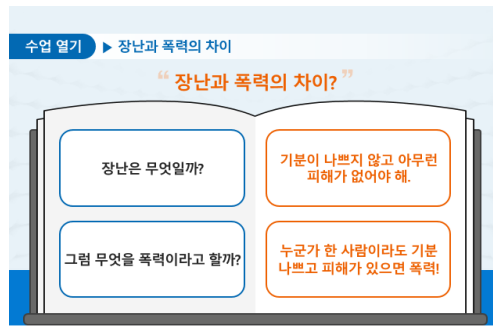 수업 열기 ▶ 장난과 폭력의 차이
“ 장난과 폭력의 차이? ”
장난은 무엇일까?
기분이 나쁘지 않고 아무런
피해가 없어야 해.
그럼 무엇을 폭력이라고 할까?
누군가 한 사람이라도 기분
나쁘고 피해가 있으면 폭력!